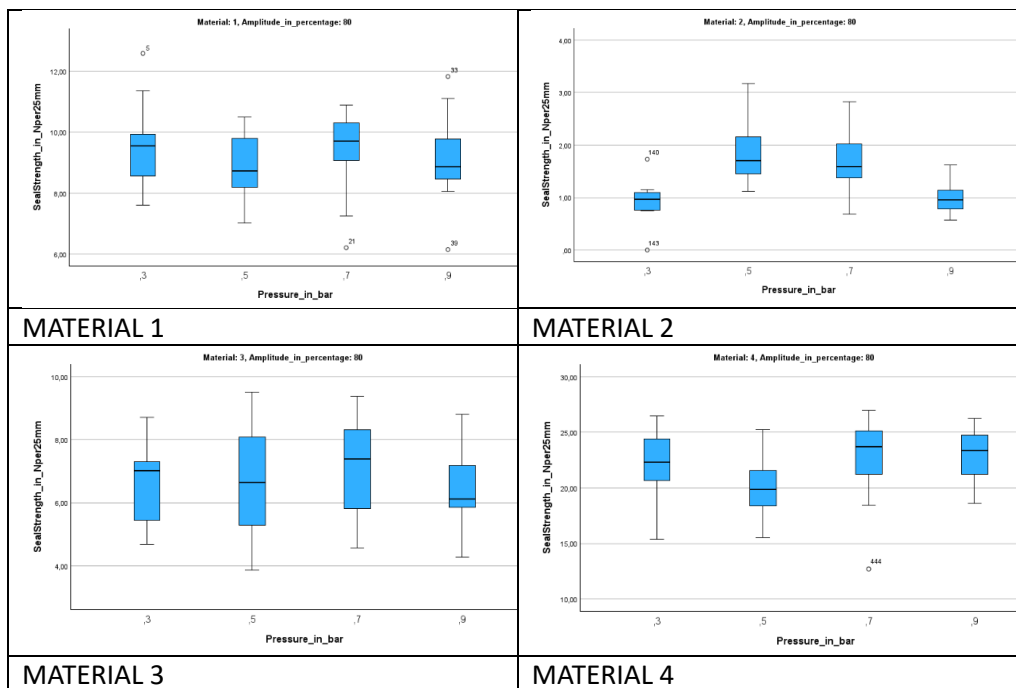 Material: 1, Amplitude_in_percentage: 80
SealStrength_in_Nper25mm
12,00
10,00
8,00
6,00
5
21
33
39
,3 ,5 ,7 ,9
Pressure_in_bar
MATERIAL 1
Material: 2, Amplitude_in_percentage: 80
SealStrength_in_Nper25mm
4,00
3,00
2,00
1,00
,00
140
143
,3 ,5 ,7 ,9
Pressure_in_bar
MATERIAL 2
Material: 3, Amplitude_in_percentage: 80
SealStrength_in_Nper25mm
10,00
8,00
6,00
4,00
,3 ,5 ,7 ,9
Pressure_in_bar
MATERIAL 3
Material: 4, Amplitude_in_percentage: 80
SealStrength_in_Nper25mm
30,00
25,00
20,00
15,00
10,00
444
,3 ,5 ,7 ,9
Pressure_in_bar
MATERIAL 4